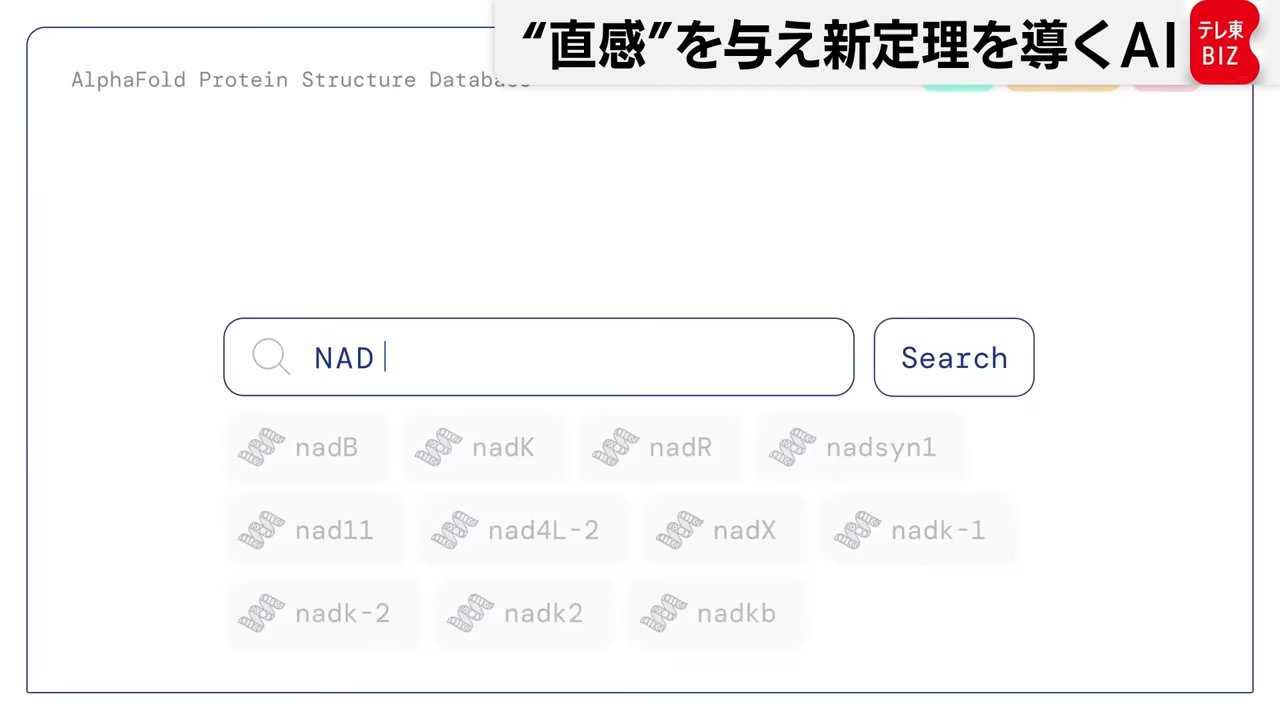 “直感”を与え新定理を導くAI
テレ東
BIZ
AlphaFold Protein Structure Database
NAD
Search
nadB
nadK
nadR
nadsyn1
nad11
nad4L-2
nadX
nadk-1
nadk-2
nadk2
nadkb